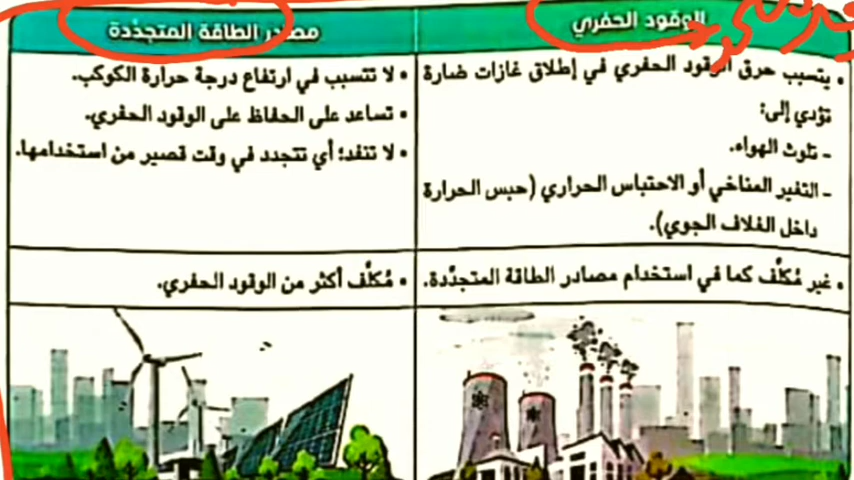 الوقود الحفري
يتسبب حرق الوقود الحفري في إطلاق غازات ضارة
تؤدي إلى:
- تلوث الهواء.
- التغير المناخي أو الاحتباس الحراري (حبس الحرارة
داخل الغلاف الجوي).
• غير مُكلَّف كما في استخدام مصادر الطاقة المتجدِّدة.
مصادر الطاقة المتجدِّدة
• لا تتسبب في ارتفاع درجة حرارة الكوكب.
• تساعد على الحفاظ على الوقود الحفري.
• لا تنفد؛ أي تتجدد في وقت قصير من استخدامها.
• مُكلَّف أكثر من الوقود الحفري.